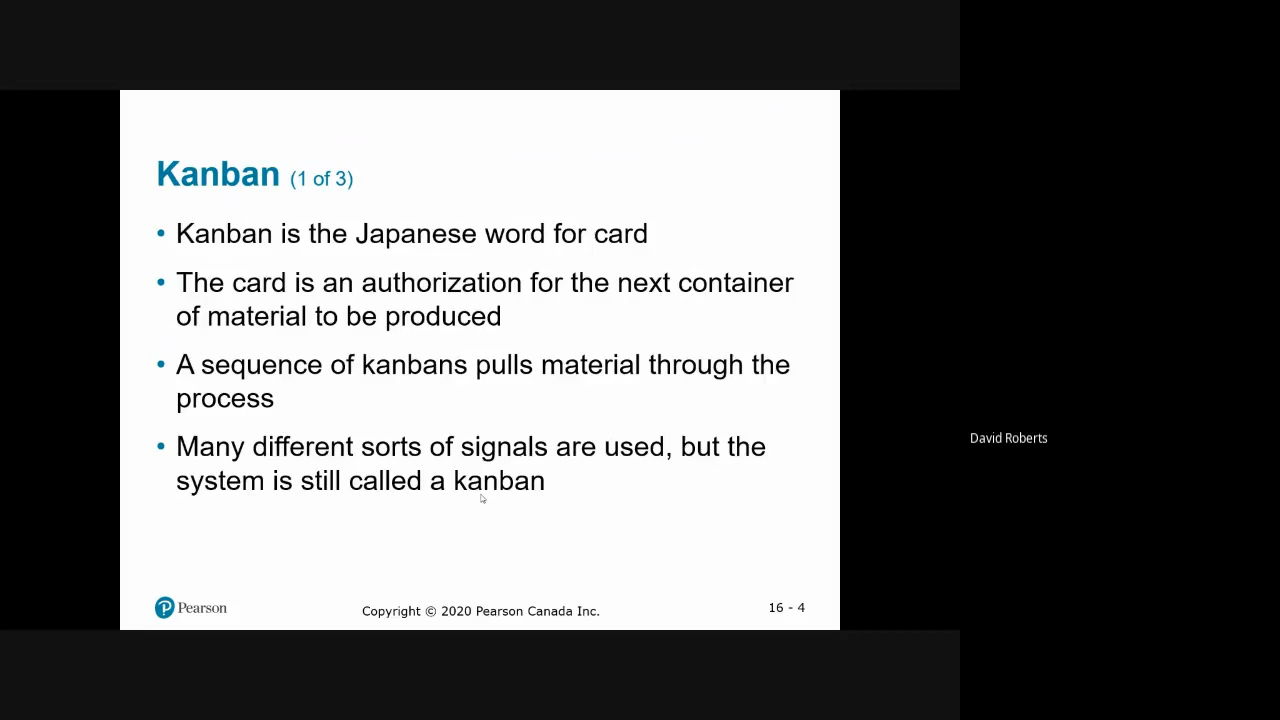 Kanban (1 of 3)
• Kanban is the Japanese word for card
• The card is an authorization for the next container
of material to be produced
• A sequence of kanbans pulls material through the
process
• Many different sorts of signals are used, but the
system is still called a kanban
David Roberts
Pearson
Copyright © 2020 Pearson Canada Inc.
16 - 4